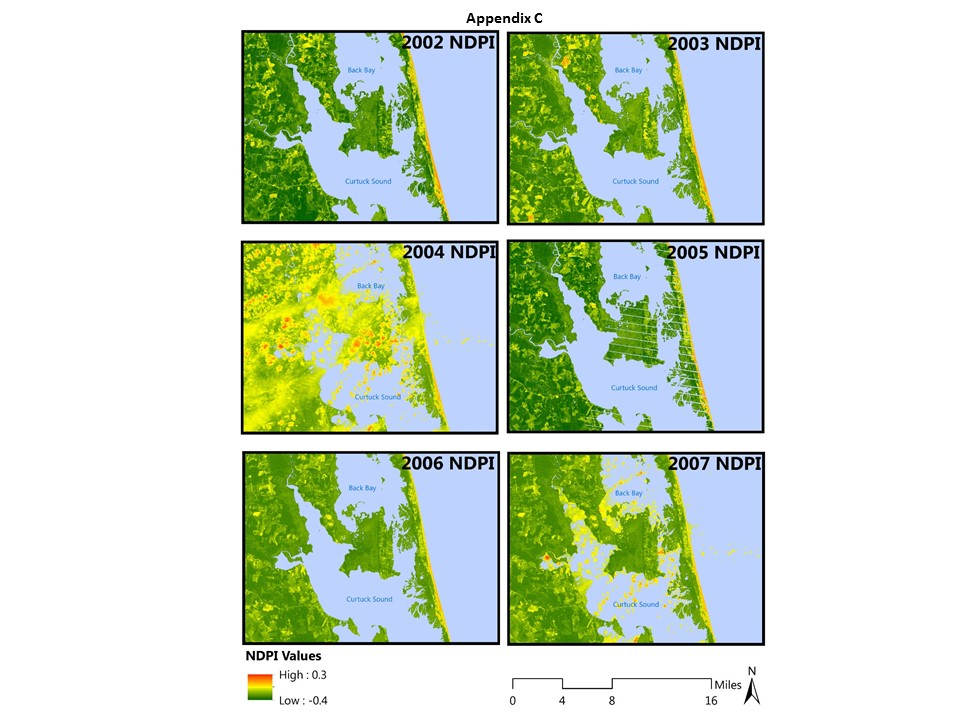 Appendix C
2002 NDPI
Back Bay
Curtuck Sound
2003 NDPI
Back Bay
Curtuck Sound
2004 NDPI
Back Bay
Curtuck Sound
2005 NDPI
Back Bay
Curtuck Sound
2006 NDPI
Back Bay
Curtuck Sound
2007 NDPI
Back Bay
Curtuck Sound
NDPI Values
High : 0.3
Low : -0.4
N
Miles
0 4 8 16